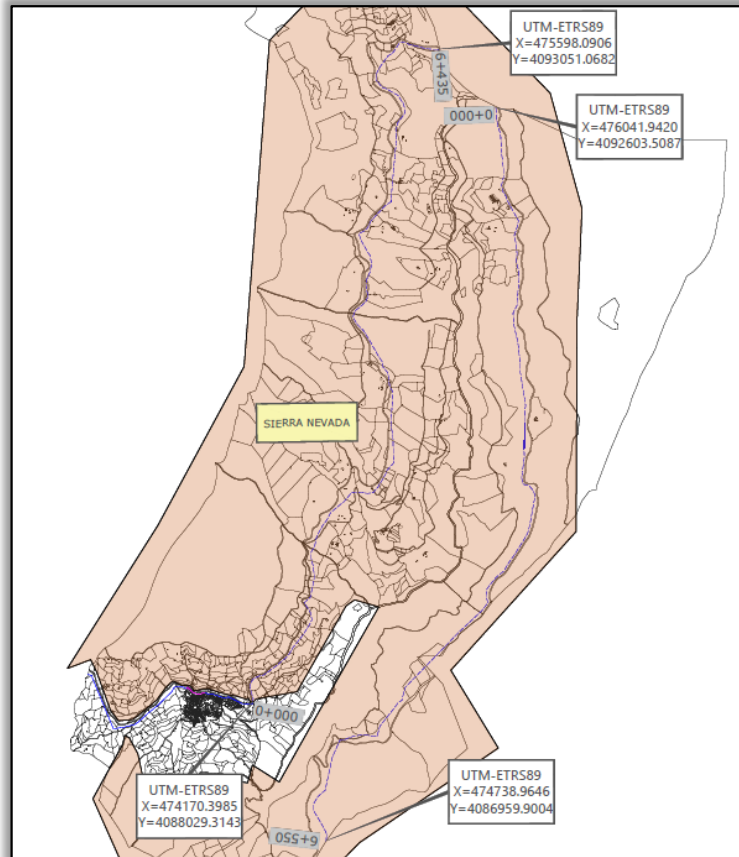 UTM-ETRS89
X=475598.0906
Y=4093051.0682
6+435
UTM-ETRS89
X=476041.9420
Y=4092603.5087
0+000
SIERRA NEVADA
0+000
UTM-ETRS89
X=474170.3985
Y=4088029.3143
UTM-ETRS89
X=474738.9646
Y=4086959.9004
6+550